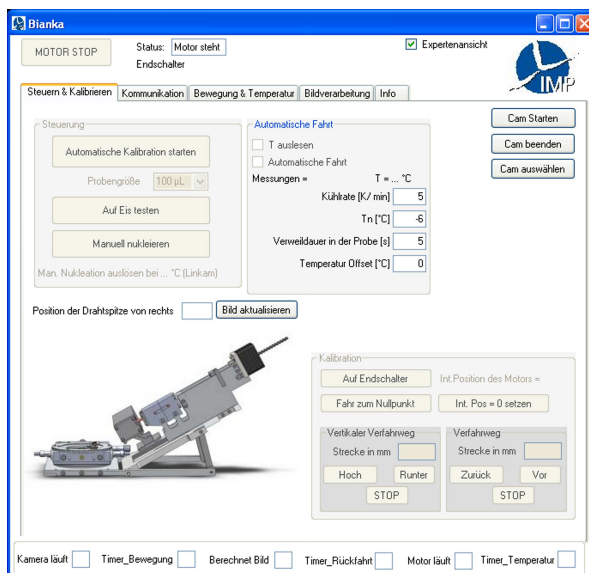 Bianka
MOTOR STOP
Status: Motor steht
Endschalter
Expertenansicht
IMP
Steuern & Kalibrieren Kommunikation Bewegung & Temperatur Bildverarbeitung Info
Cam Starten
Cam beenden
Cam auswählen
Steuerung
Automatische Kalibration starten
Probengröße 100 µL
Auf Eis testen
Manuell nukleieren
Man. Nukleation auslösen bei ... °C (Linkam)
Automatische Fahrt
T auslesen
Automatische Fahrt
Messungen = T = ... °C
Kühlrate [K/ min] 5
Tn [°C] -6
Verweildauer in der Probe [s] 5
Temperatur Offset [°C] 0
Position der Drahtspitze von rechts Bild aktualisieren
Kalibration
Auf Endschalter Int.Position des Motors =
Fahr zum Nullpunkt Int. Pos = 0 setzen
Vertikaler Verfahrweg
Strecke in mm
Hoch Runter
STOP
Verfahrweg
Strecke in mm
Zurück Vor
STOP
Kamera läuft Timer_Bewegung Berechnet Bild Timer_Rückfahrt Motor läuft Timer_Temperatur